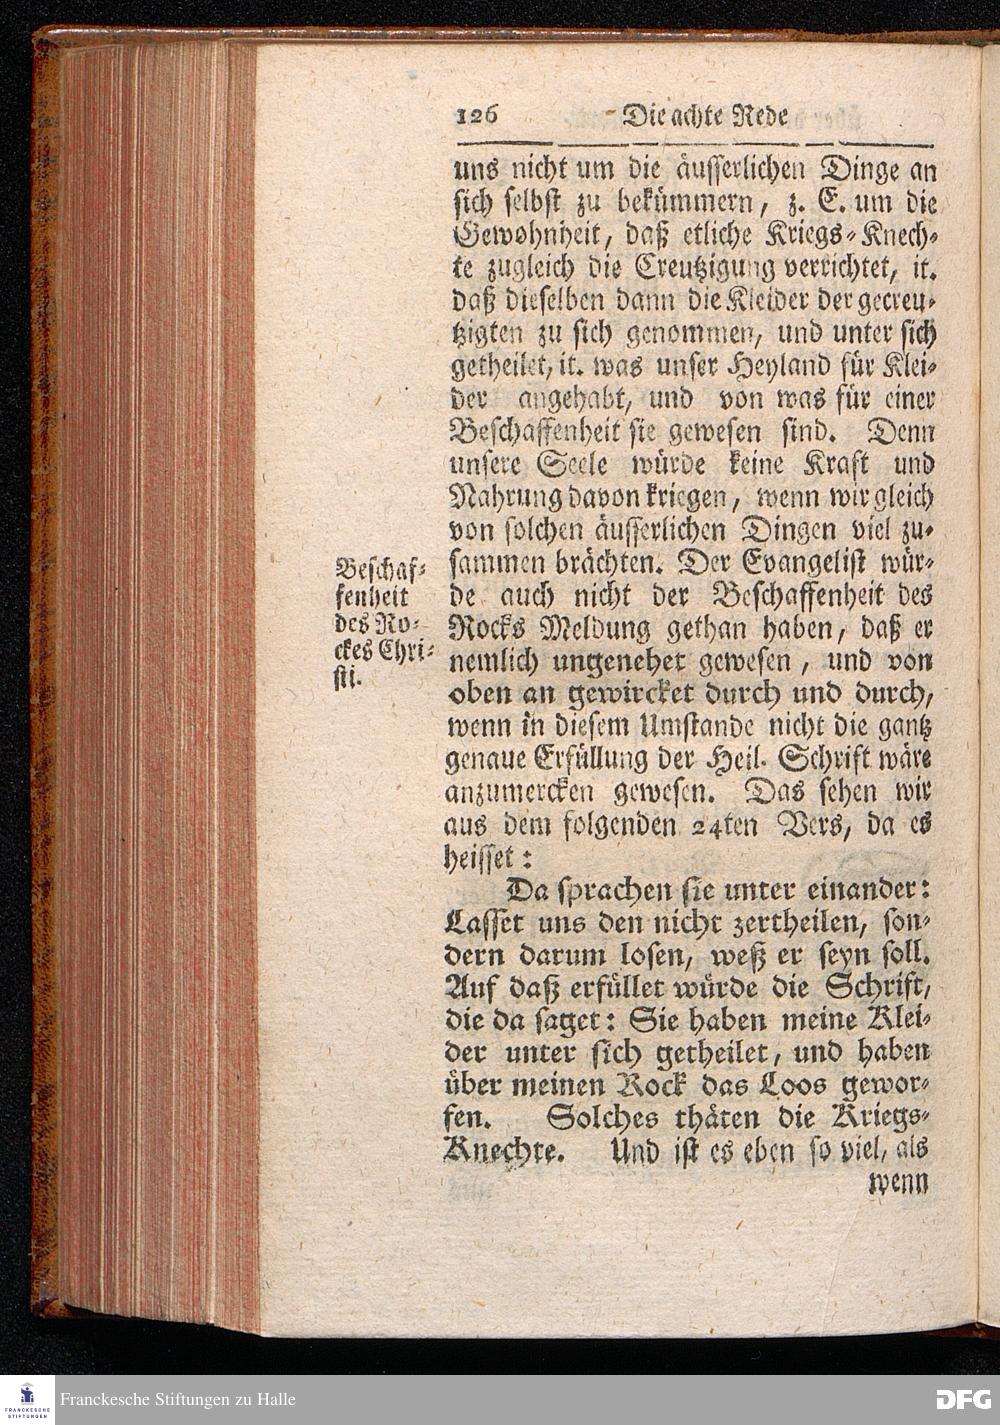 126 Die achte Rede
uns nicht um die äusserlichen Dinge an
sich selbst zu bekümmern, z. E. um die
Gewohnheit, daß etliche Kriegs-Knech-
te zugleich die Creutzigung verrichtet, it.
daß dieselben dann die Kleider der gecreu-
tzigten zu sich genommen, und unter sich
getheilet, it. was unser Heyland für Klei-
der angehabt, und von was für einer
Beschaffenheit sie gewesen sind. Denn
unsere Seele würde keine Kraft und
Nahrung davon kriegen, wenn wir gleich
von solchen äusserlichen Dingen viel zu-
sammen brächten. Der Evangelist wür-
de auch nicht der Beschaffenheit des
Rocks Meldung gethan haben, daß er
nemlich ungenehet gewesen, und von
oben an gewircket durch und durch,
wenn in diesem Umstande nicht die gantz
genaue Erfüllung der Heil. Schrift wäre
anzumercken gewesen. Das sehen wir
aus dem folgenden 24ten Vers, da es
heisset:
Beschaf-
fenheit
des Ro-
ckes Chri-
sti.
Da sprachen sie unter einander:
Lasset uns den nicht zertheilen, son-
dern darum losen, weß er seyn soll.
Auf daß erfüllet würde die Schrift,
die da saget: Sie haben meine Klei-
der unter sich getheilet, und haben
über meinen Rock das Loos gewor-
fen. Solches thäten die Kriegs-
Knechte. Und ist es eben so viel, als
wenn
Franckesche Stiftungen zu Halle
FRANCKESCHE
STIFTUNGEN
DFG